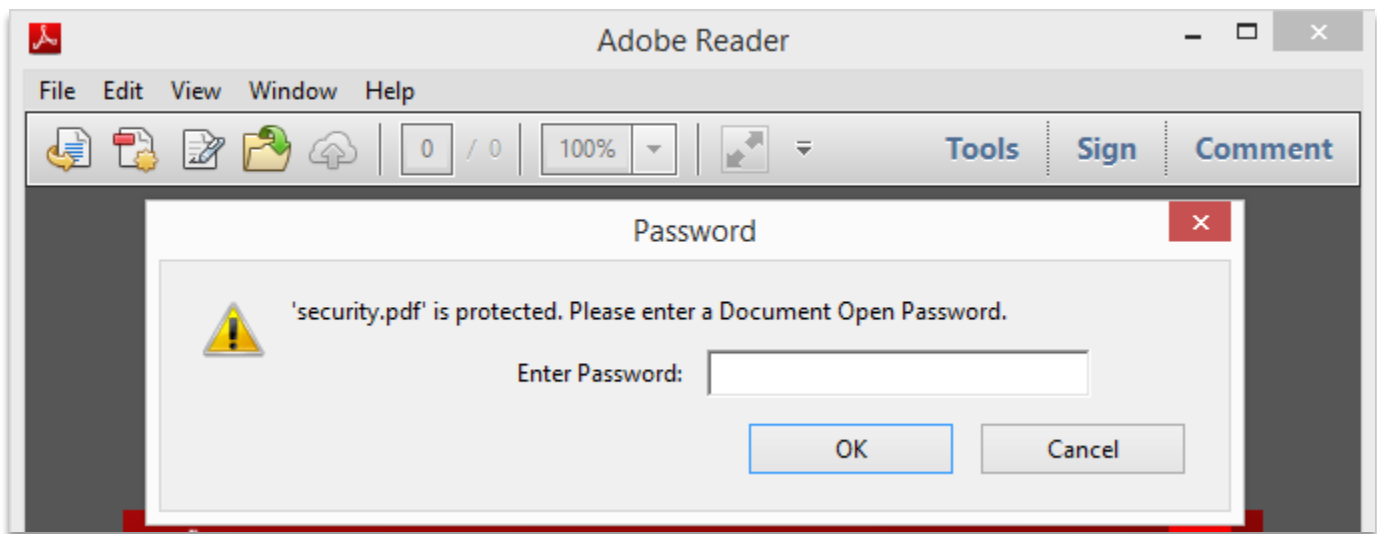 Adobe Reader
File Edit View Window Help
0 / 0 100% Tools Sign Comment
Password
'security.pdf' is protected. Please enter a Document Open Password.
Enter Password:
OK Cancel